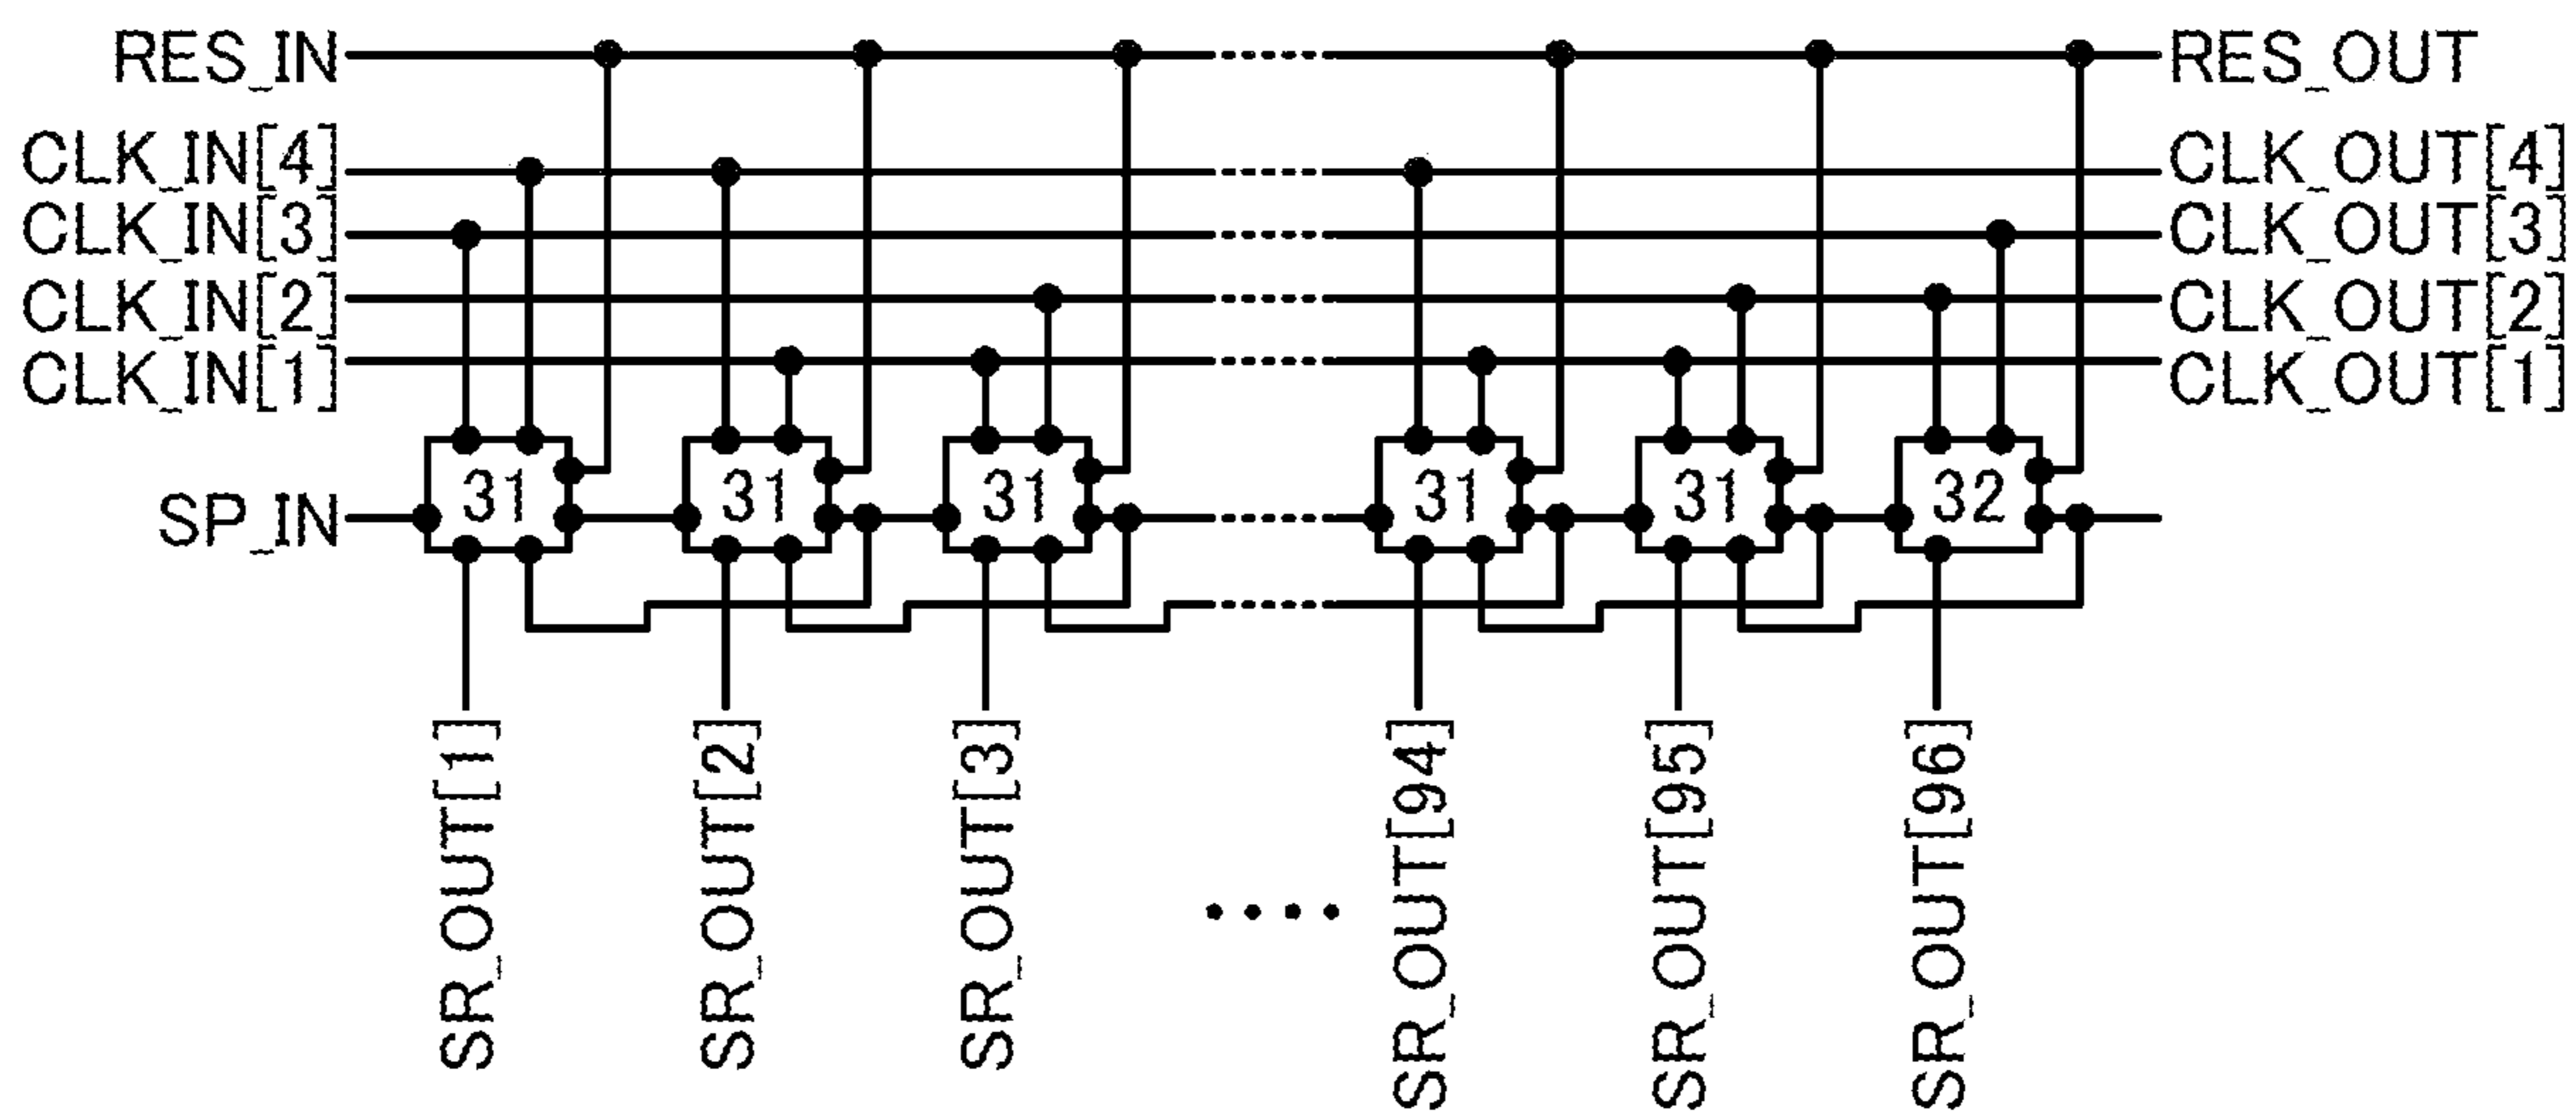 RES_IN
RES_OUT
CLK_IN[4]
CLK_OUT[4]
CLK_IN[3]
CLK_OUT[3]
CLK_IN[2]
CLK_OUT[2]
CLK_IN[1]
CLK_OUT[1]
SP_IN
31
31
31
31
31
32
SR_OUT[1]
SR_OUT[2]
SR_OUT[3]
SR_OUT[94]
SR_OUT[95]
SR_OUT[96]